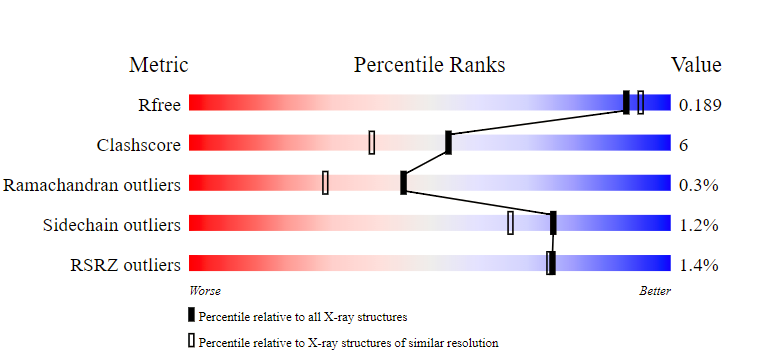 Metric Percentile Ranks Value
Rfree 0.189
Clashscore 6
Ramachandran outliers 0.3%
Sidechain outliers 1.2%
RSRZ outliers 1.4%
Worse Better
Percentile relative to all X-ray structures
Percentile relative to X-ray structures of similar resolution